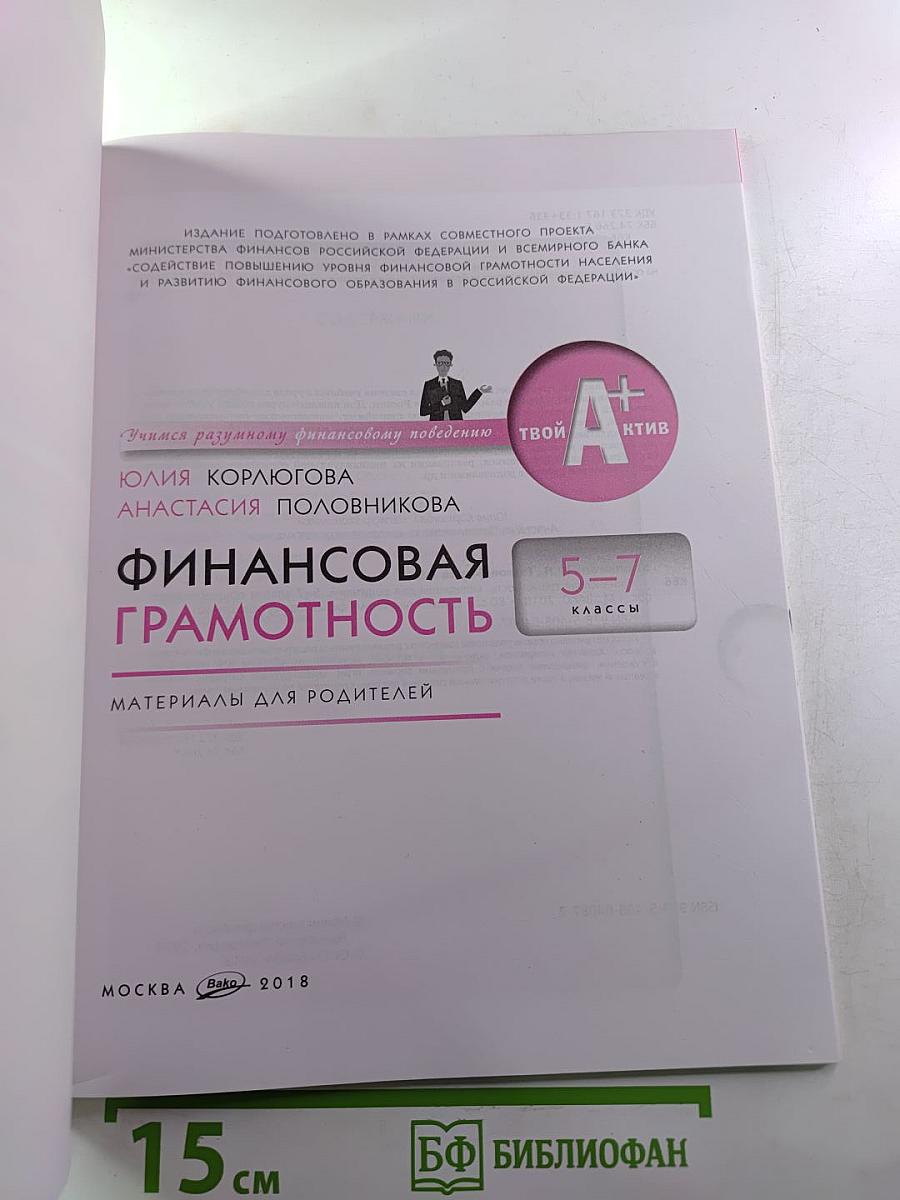 ИЗДАНИЕ ПОДГОТОВЛЕНО В РАМКАХ СОВМЕСТНОГО ПРОЕКТА
МИНИСТЕРСТВА ФИНАНСОВ РОССИЙСКОЙ ФЕДЕРАЦИИ И ВСЕМИРНОГО БАНКА
«СОДЕЙСТВИЕ ПОВЫШЕНИЮ УРОВНЯ ФИНАНСОВОЙ ГРАМОТНОСТИ НАСЕЛЕНИЯ
И РАЗВИТИЮ ФИНАНСОВОГО ОБРАЗОВАНИЯ В РОССИЙСКОЙ ФЕДЕРАЦИИ»
Учимся разумному финансовому поведению
ТВОЙ А+КТИВ
ЮЛИЯ КОРЛЮГОВА
АНАСТАСИЯ ПОЛОВНИКОВА
ФИНАНСОВАЯ
ГРАМОТНОСТЬ
5–7
КЛАССЫ
МАТЕРИАЛЫ ДЛЯ РОДИТЕЛЕЙ
МОСКВА Вако 2018
15 СМ
БФ БИБЛИОФАН